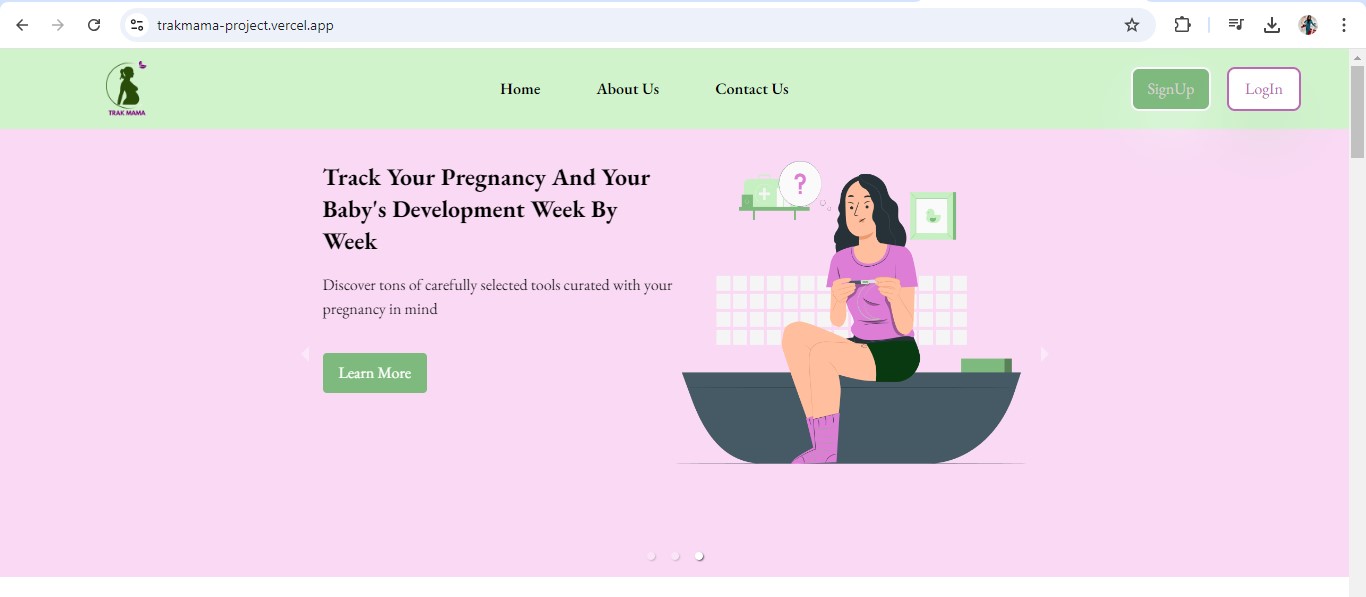 trakmama-project.vercel.app
TRAK MAMA
Home
About Us
Contact Us
SignUp
LogIn
Track Your Pregnancy And Your
Baby's Development Week By
Week
?
Discover tons of carefully selected tools curated with your
pregnancy in mind
Learn More